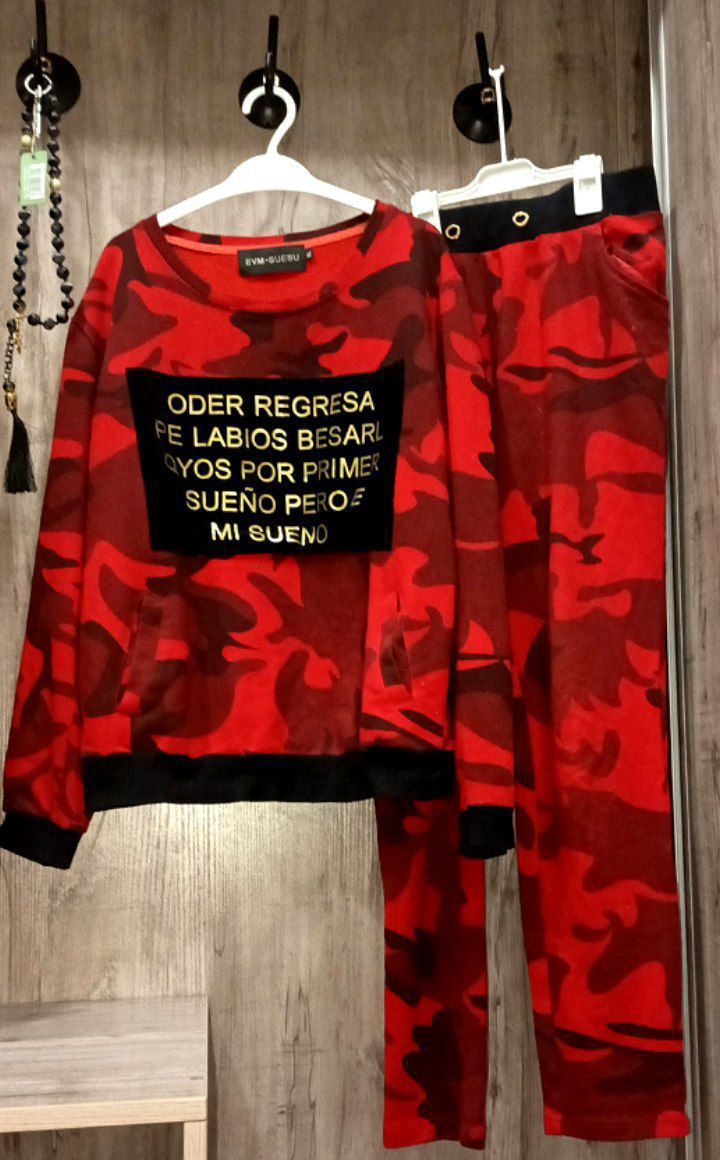 EVM·SUESU
ODER REGRESA
PE LABIOS BESARL
OYOS POR PRIMER
SUEÑO PERO E
MI SUENO